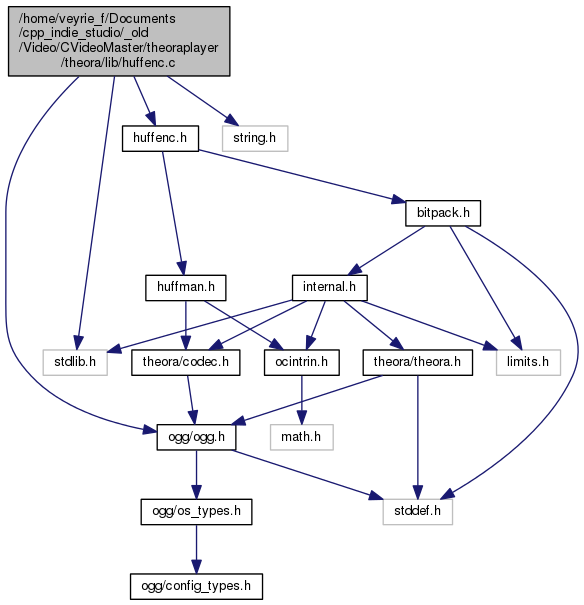 /home/veyrie_f/Documents
/cpp_indie_studio/_old
/Video/CVideoMaster/theoraplayer
/theora/lib/huffenc.c
huffenc.h
string.h
bitpack.h
huffman.h
internal.h
stdlib.h
theora/codec.h
ocintrin.h
theora/theora.h
limits.h
ogg/ogg.h
math.h
ogg/os_types.h
stddef.h
ogg/config_types.h